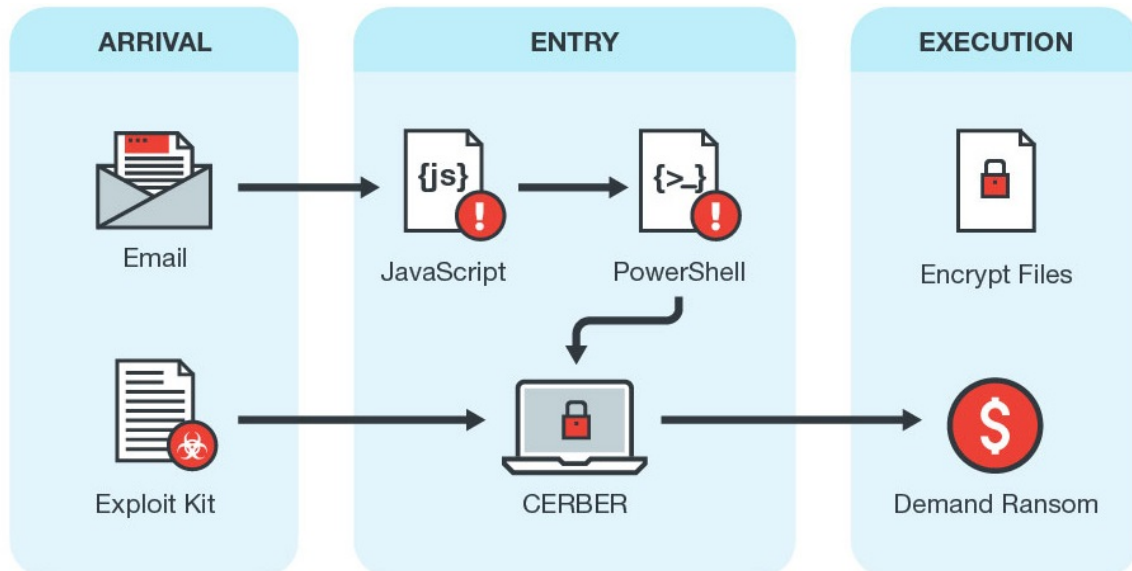 ARRIVAL
ENTRY
EXECUTION
{js}
{>_}
!
!
Email
JavaScript
PowerShell
Encrypt Files
$
Exploit Kit
CERBER
Demand Ransom